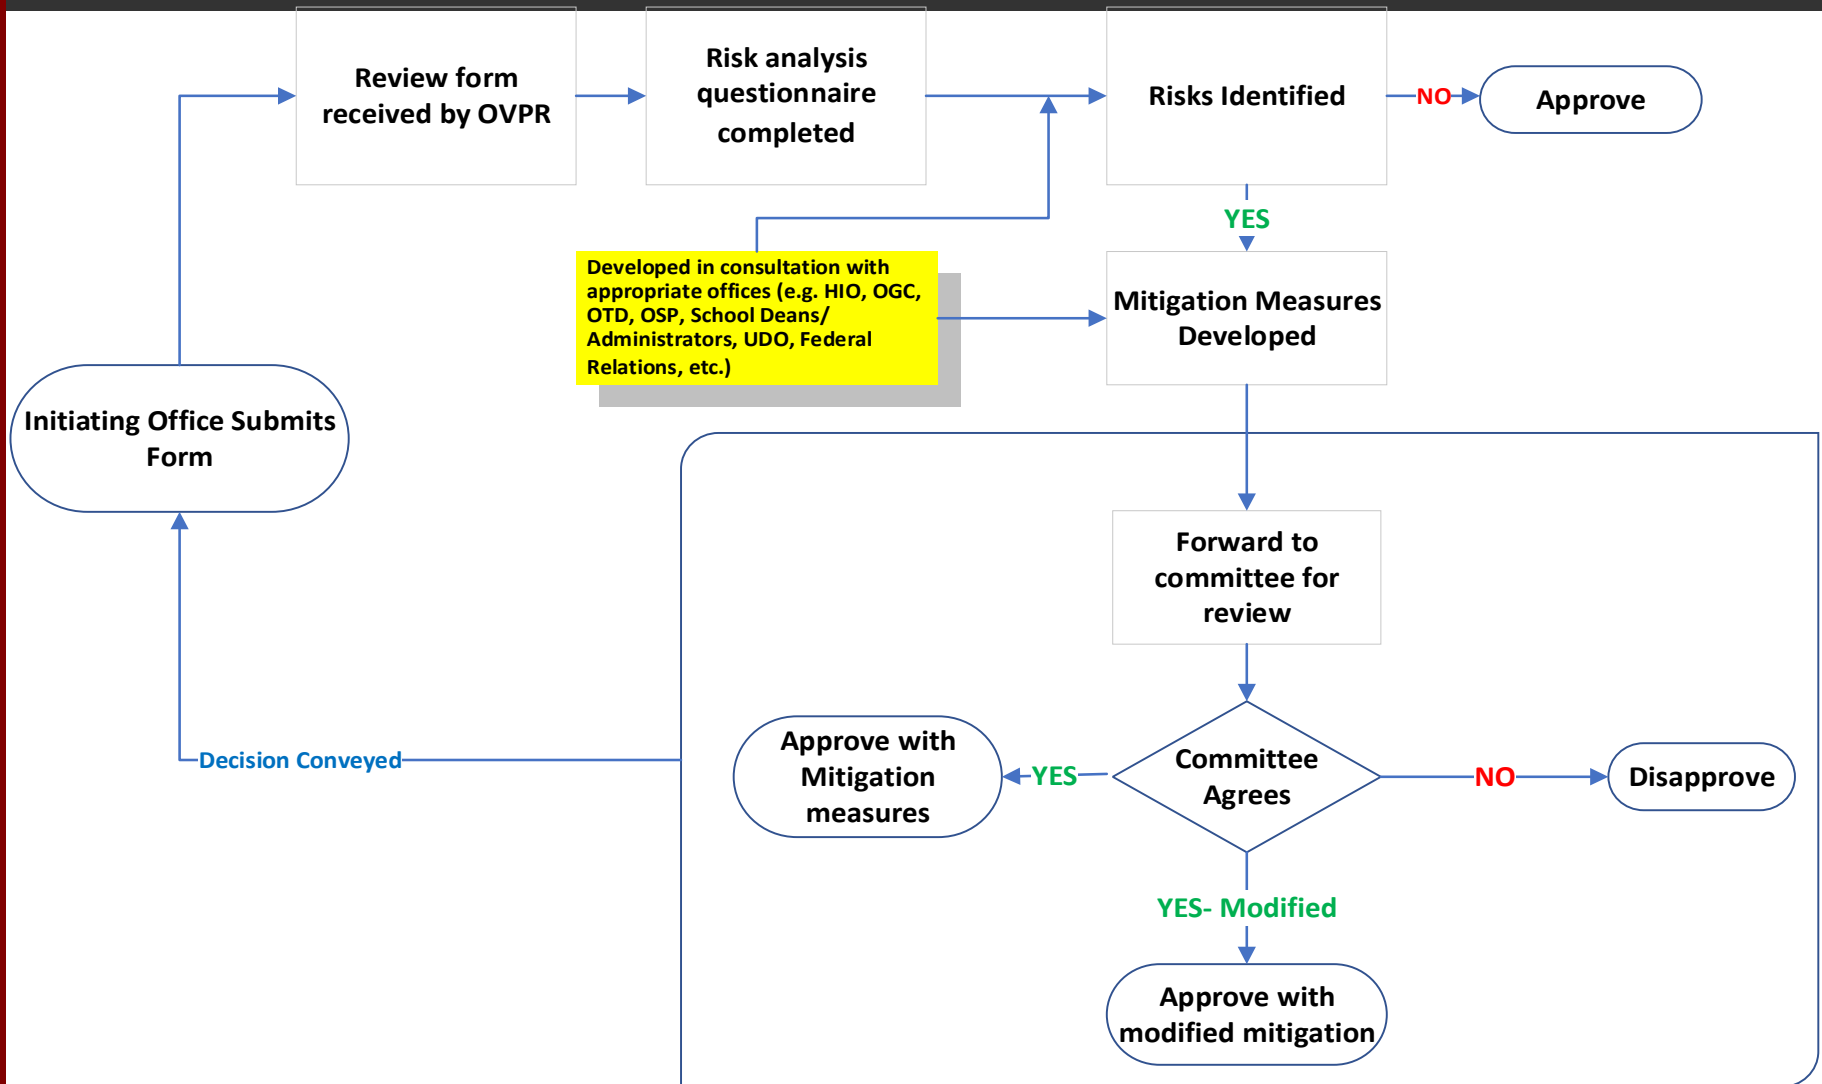 Review form
received by OVPR
Risk analysis
questionnaire
completed
Risks Identified
NO
Approve
YES
Developed in consultation with
appropriate offices (e.g. HIO, OGC,
OTD, OSP, School Deans/
Administrators, UDO, Federal
Relations, etc.)
Mitigation Measures
Developed
Initiating Office Submits
Form
Forward to
committee for
review
Decision Conveyed
Approve with
Mitigation
measures
YES
Committee
Agrees
NO
Disapprove
YES- Modified
Approve with
modified mitigation